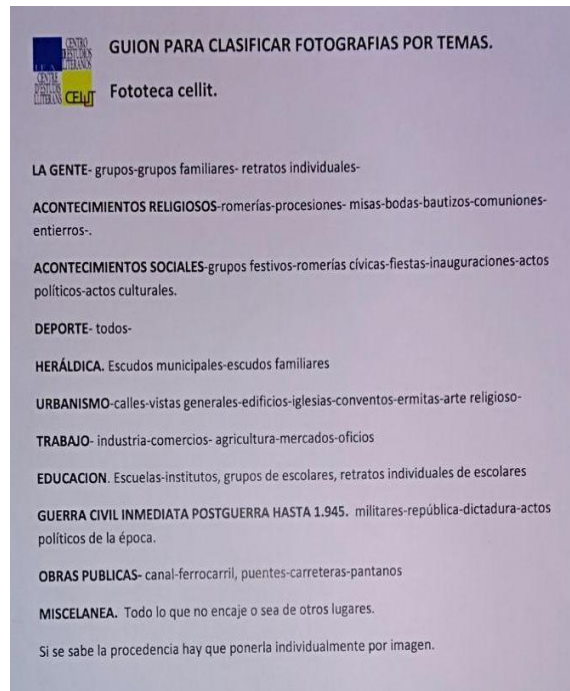 CENTRO
D'ESTUDIOS
LITERANOS
GUION PARA CLASIFICAR FOTOGRAFIAS POR TEMAS.
CENTRE
D'ESTUDIS
LLITERANS
CELLIT
Fototeca cellit.
LA GENTE- grupos-grupos familiares- retratos individuales-
ACONTECIMIENTOS RELIGIOSOS-romerías-procesiones- misas-bodas-bautizos-comuniones-
entierros-.
ACONTECIMIENTOS SOCIALES-grupos festivos-romerías cívicas-fiestas-inauguraciones-actos
políticos-actos culturales.
DEPORTE- todos-
HERÁLDICA. Escudos municipales-escudos familiares
URBANISMO-calles-vistas generales-edificios-iglesias-conventos-ermitas-arte religioso-
TRABAJO- industria-comercios- agricultura-mercados-oficios
EDUCACION. Escuelas-institutos, grupos de escolares, retratos individuales de escolares
GUERRA CIVIL INMEDIATA POSTGUERRA HASTA 1.945. militares-república-dictadura-actos
políticos de la época.
OBRAS PUBLICAS- canal-ferrocarril, puentes-carreteras-pantanos
MISCELANEA. Todo lo que no encaje o sea de otros lugares.
Si se sabe la procedencia hay que ponerla individualmente por imagen.